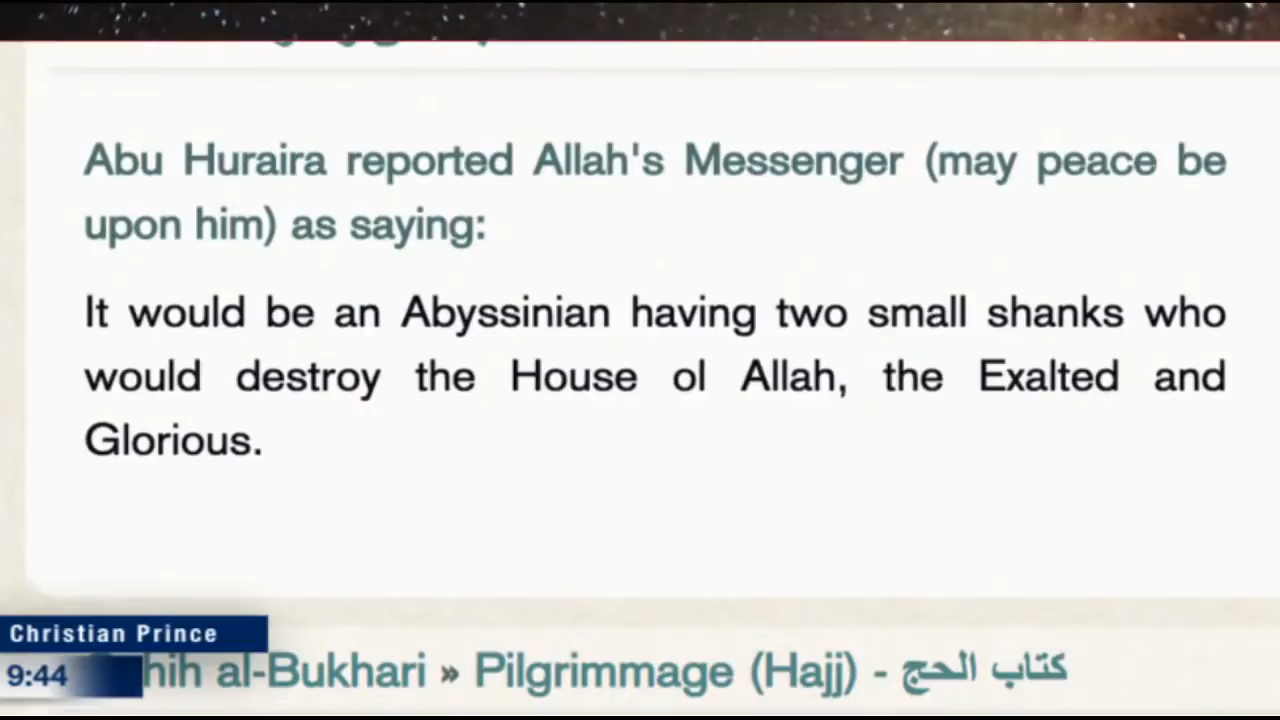 Abu Huraira reported Allah's Messenger (may peace be
upon him) as saying:
It would be an Abyssinian having two small shanks who
would destroy the House ol Allah, the Exalted and
Glorious.
Christian Prince
9:44
hih al-Bukhari » Pilgrimmage (Hajj) - كتاب الحج